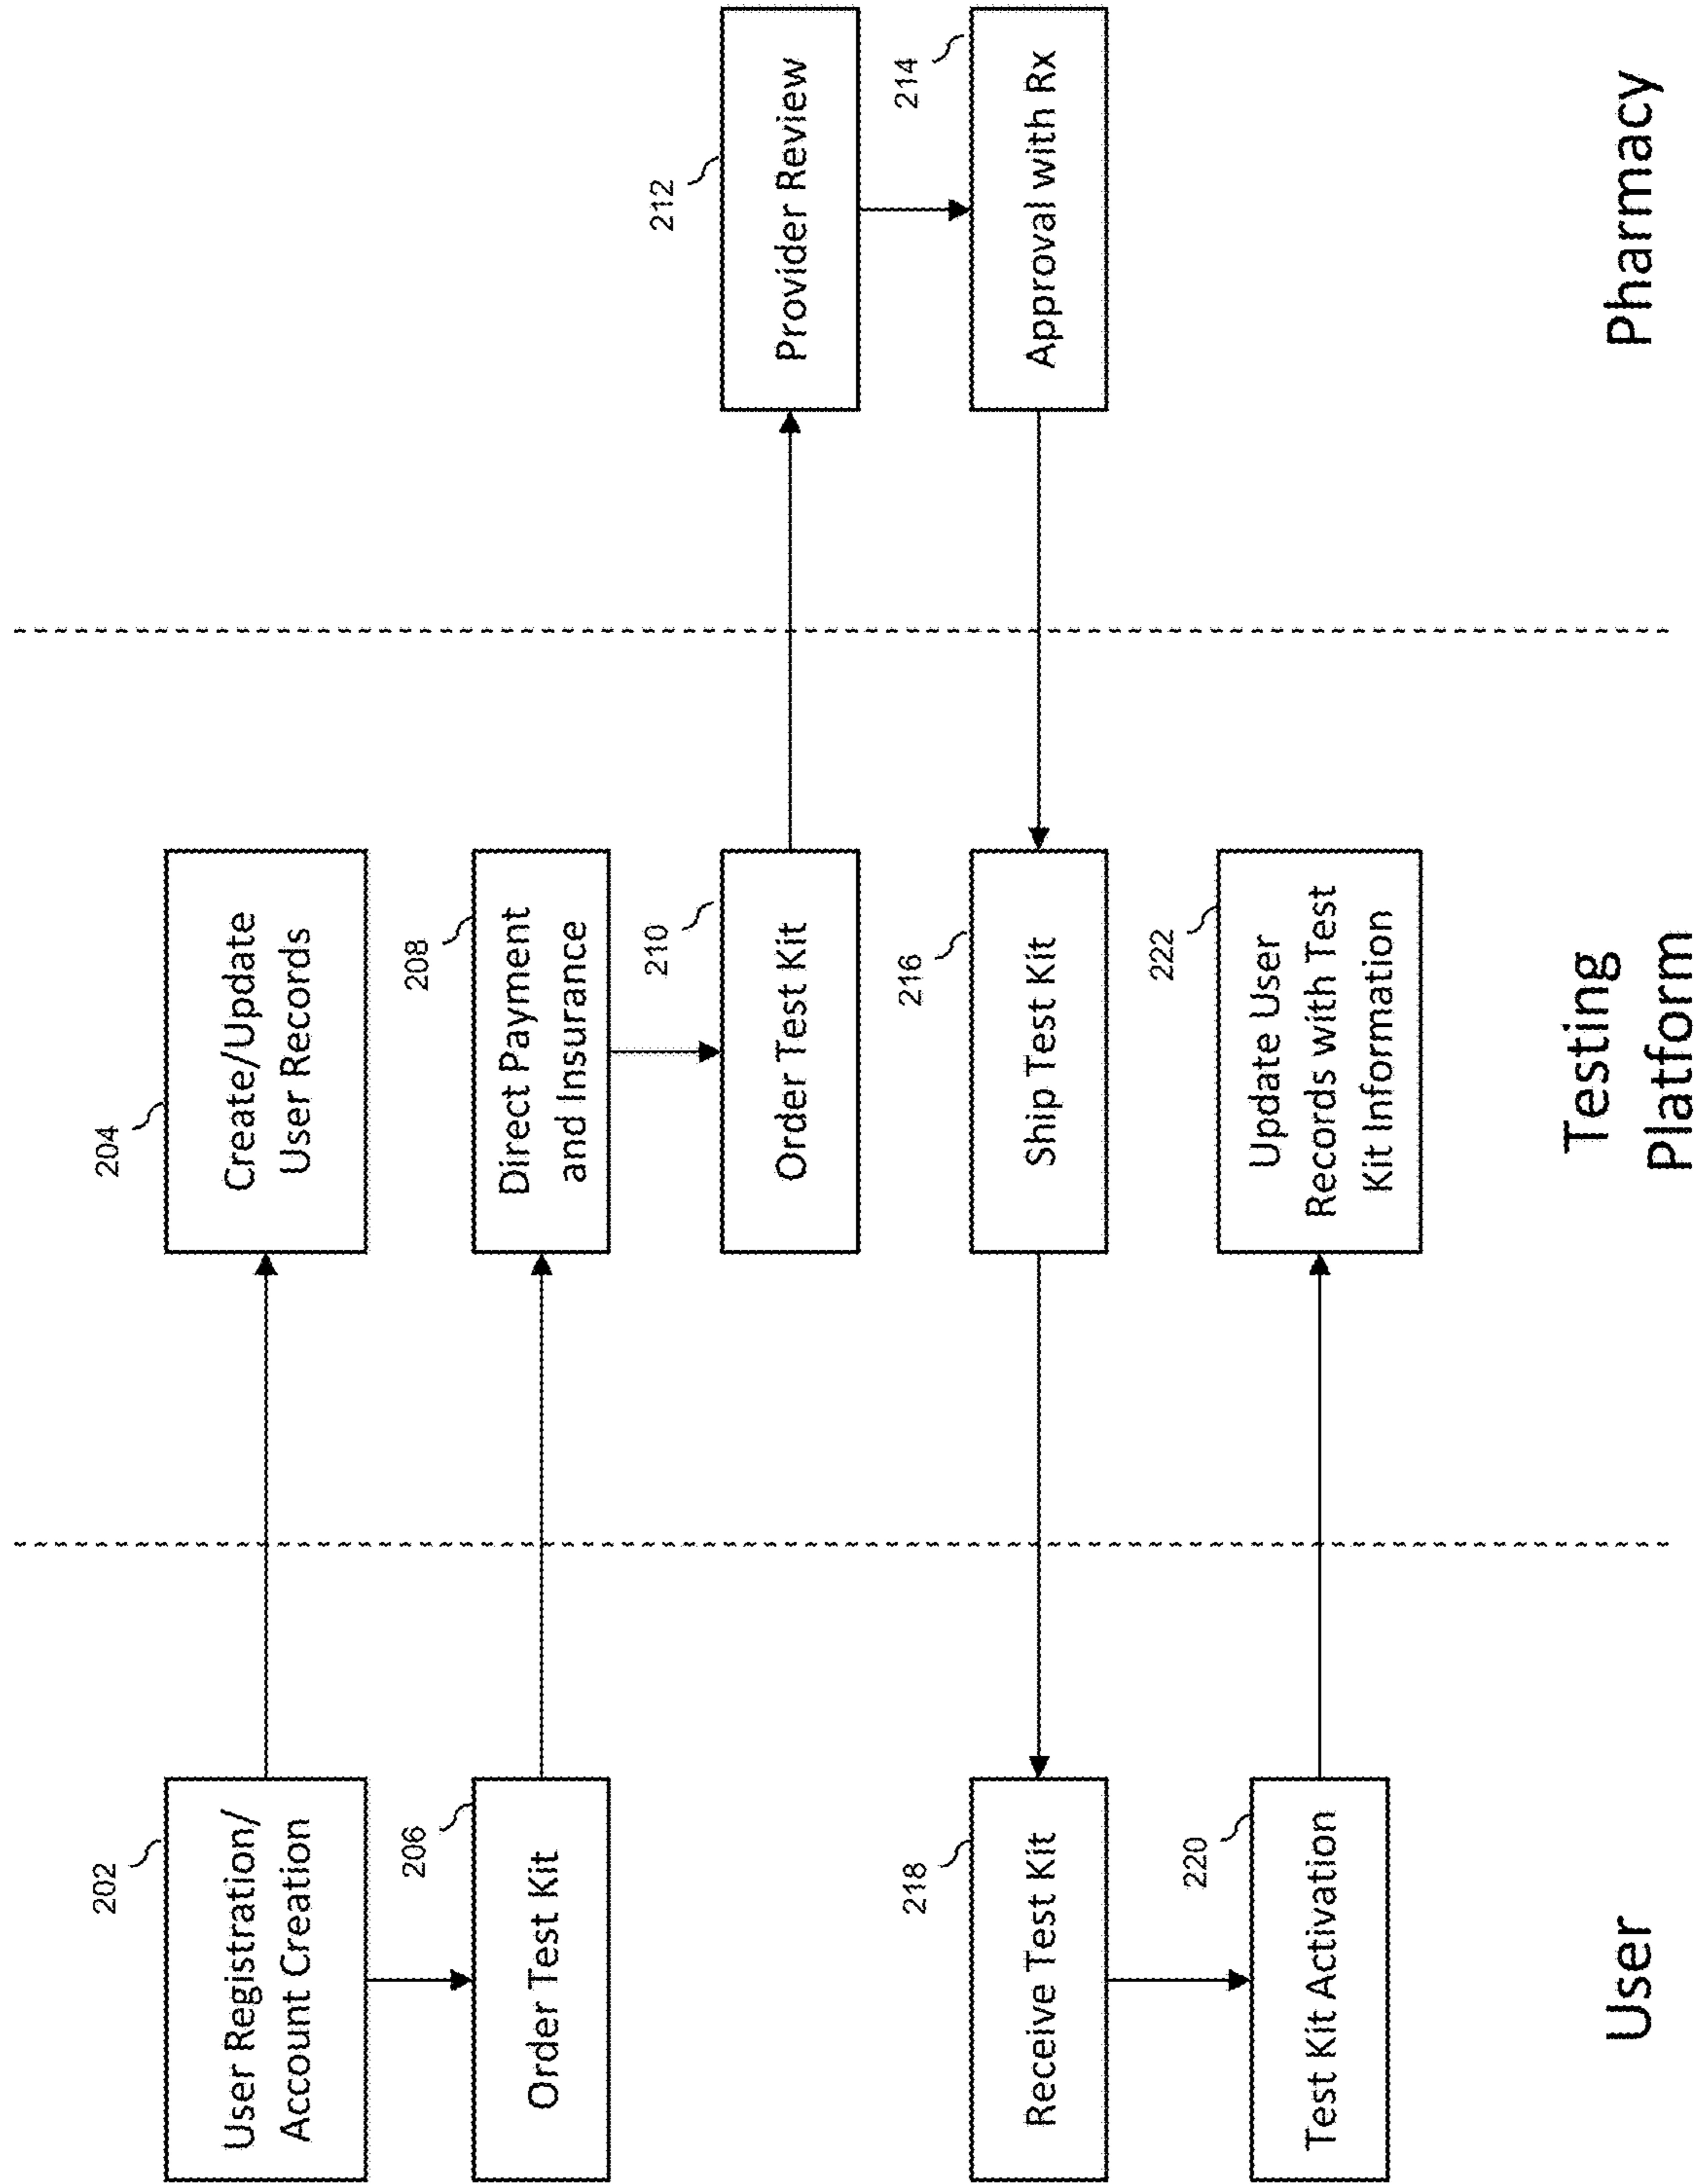 202
User Registration/
Account Creation
204
Create/Update
User Records
206
Order Test Kit
208
Direct Payment
and Insurance
210
Order Test Kit
212
Provider Review
214
Approval with Rx
216
Ship Test Kit
218
Receive Test Kit
220
Test Kit Activation
222
Update User
Records with Test
Kit Information
User
Testing
Platform
Pharmacy